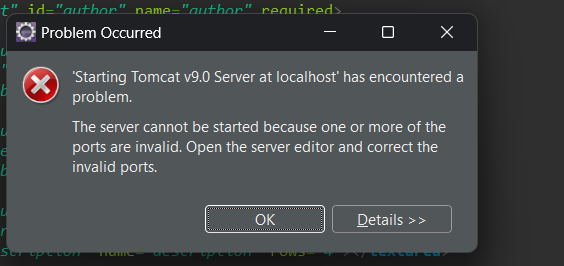 t" id="author" name="author" required>
Problem Occurred
'Starting Tomcat v9.0 Server at localhost' has encountered a
problem.
The server cannot be started because one or more of the
ports are invalid. Open the server editor and correct the
invalid ports.
OK
Details >>